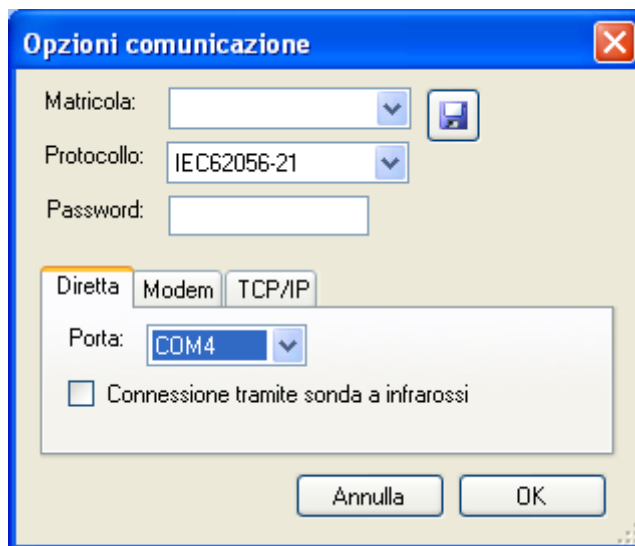 Opzioni comunicazione
Matricola:
Protocollo: IEC62056-21
Password:
Diretta Modem TCP/IP
Porta: COM4
Connessione tramite sonda a infrarossi
Annulla OK